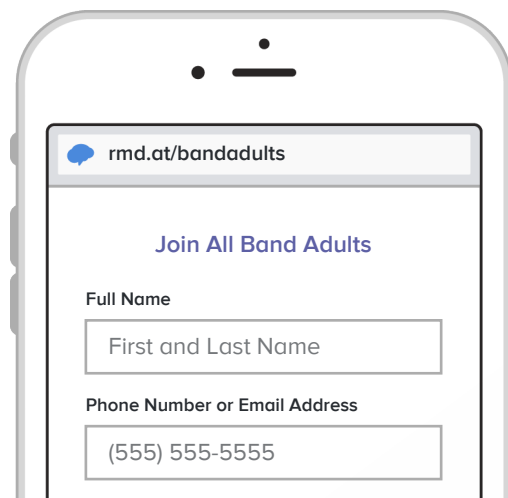 rmd.at/bandadults
Join All Band Adults
Full Name
First and Last Name
Phone Number or Email Address
(555) 555-5555